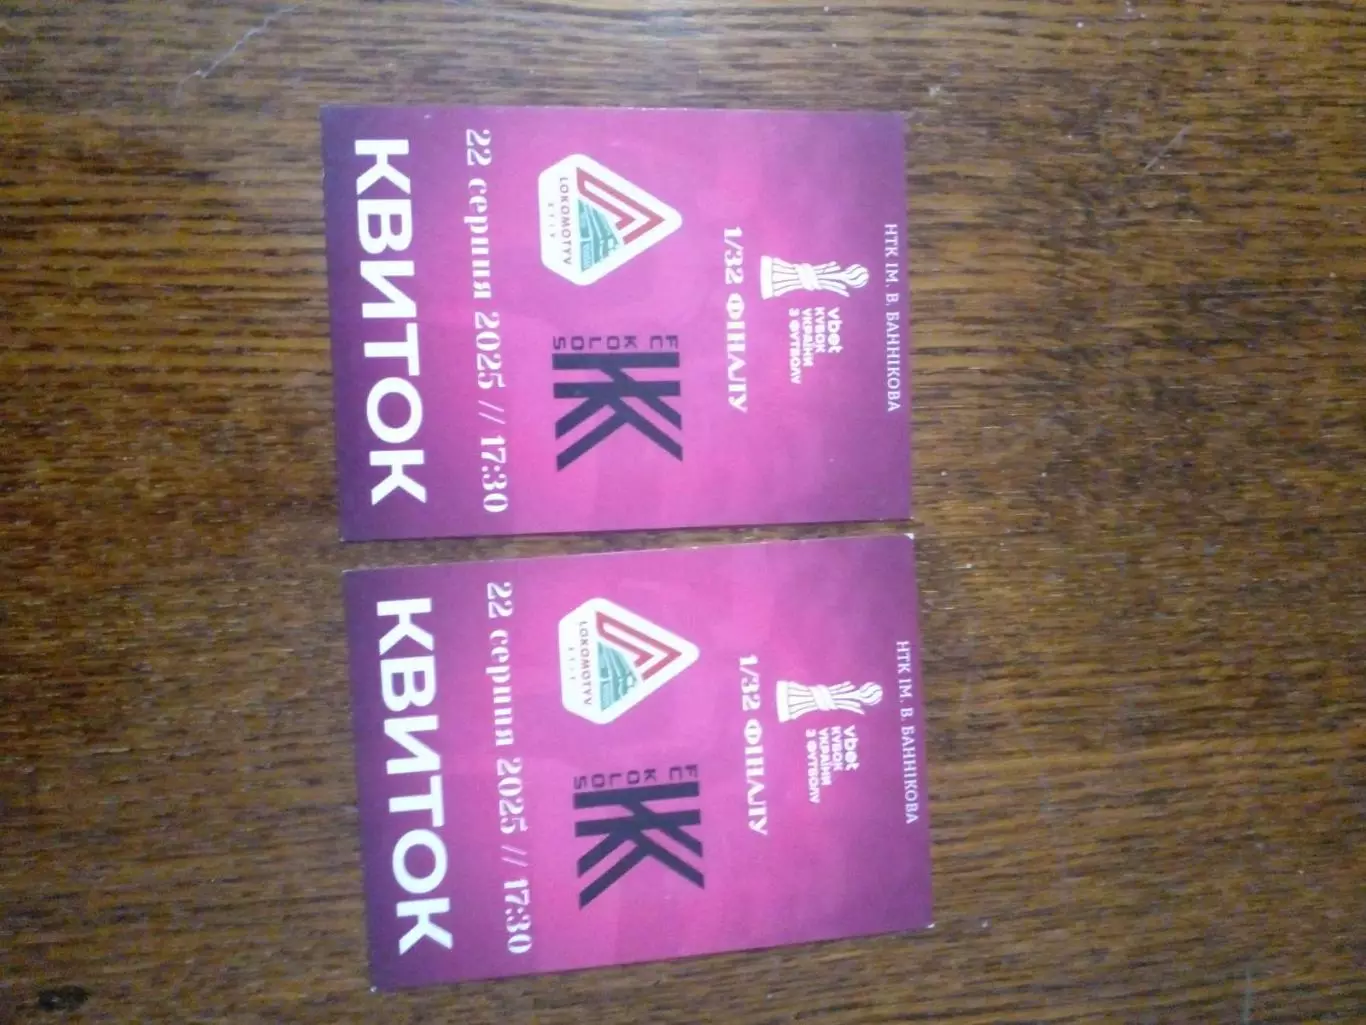 НТК ІМ. В. БАННІКОВА
vbet
КУБОК
УКРАЇНИ
З ФУТБОЛУ
1/32 ФІНАЛУ
LOKOMOTYV
KYIV
FC
KOLOS
22 серпня 2025 // 17:30
КВИТОК
НТК ІМ. В. БАННІКОВА
vbet
КУБОК
УКРАЇНИ
З ФУТБОЛУ
1/32 ФІНАЛУ
LOKOMOTYV
KYIV
FC
KOLOS
22 серпня 2025 // 17:30
КВИТОК